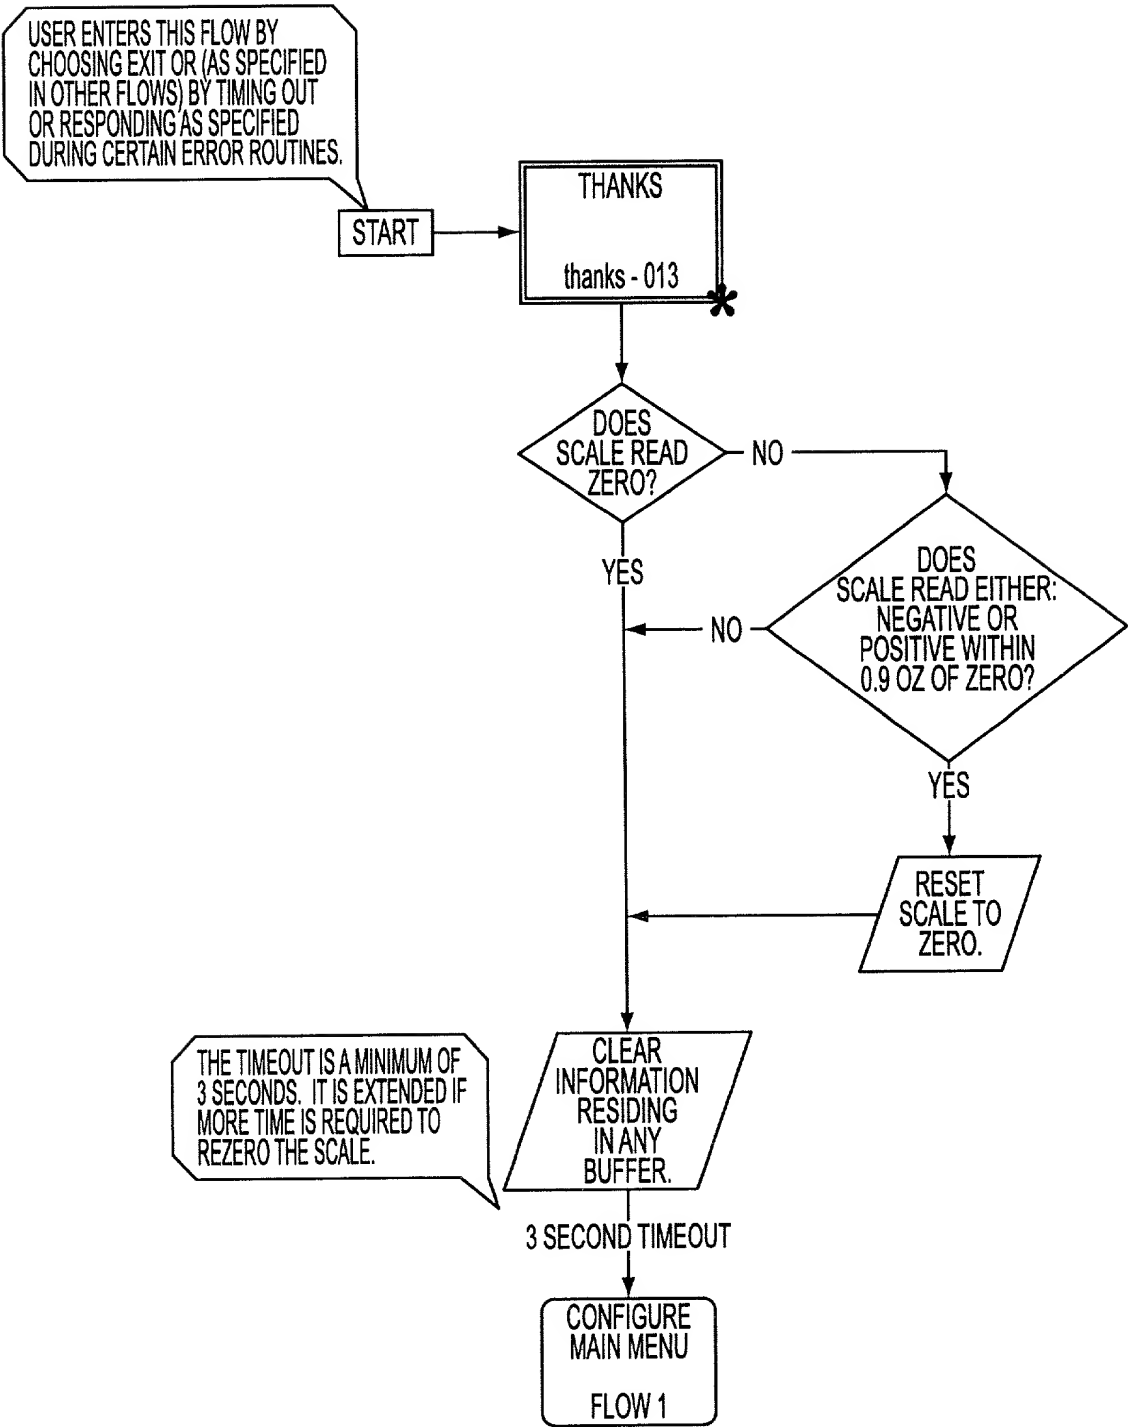 USER ENTERS THIS FLOW BY
CHOOSING EXIT OR (AS SPECIFIED
IN OTHER FLOWS) BY TIMING OUT
OR RESPONDING AS SPECIFIED
DURING CERTAIN ERROR ROUTINES.
START
THANKS
thanks - 013
*
DOES
SCALE READ
ZERO?
NO
YES
DOES
SCALE READ EITHER:
NEGATIVE OR
POSITIVE WITHIN
0.9 OZ OF ZERO?
NO
YES
RESET
SCALE TO
ZERO.
CLEAR
INFORMATION
RESIDING
IN ANY
BUFFER.
THE TIMEOUT IS A MINIMUM OF
3 SECONDS. IT IS EXTENDED IF
MORE TIME IS REQUIRED TO
REZERO THE SCALE.
3 SECOND TIMEOUT
CONFIGURE
MAIN MENU
FLOW 1